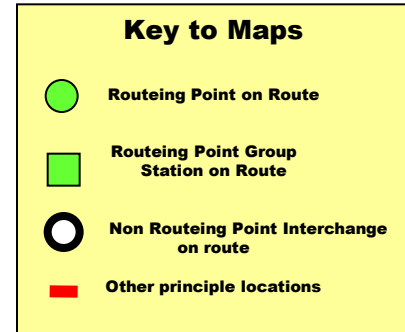 Key to Maps
Routeing Point on Route
Routeing Point Group
Station on Route
Non Routeing Point Interchange
on route
Other principle locations